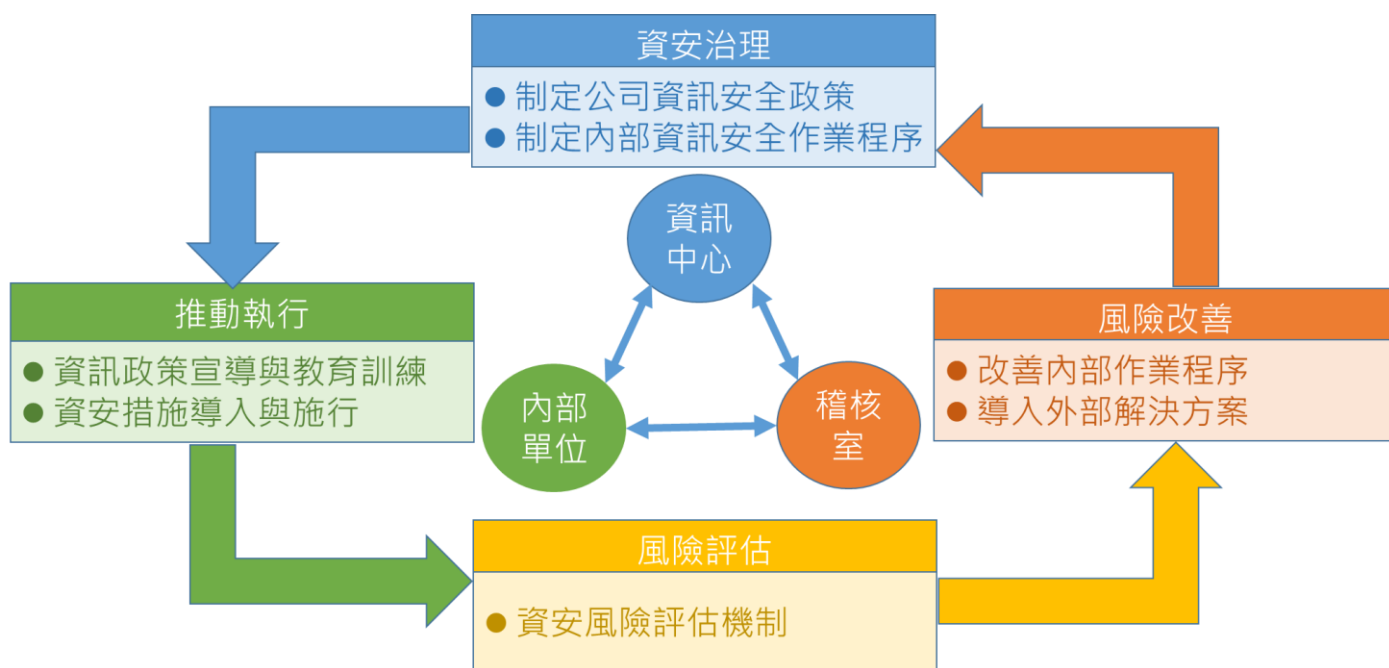 資安治理
● 制定公司資訊安全政策
● 制定內部資訊安全作業程序
資訊
中心
推動執行
● 資訊政策宣導與教育訓練
● 資安措施導入與施行
內部
單位
稽核
室
風險改善
● 改善內部作業程序
● 導入外部解決方案
風險評估
● 資安風險評估機制